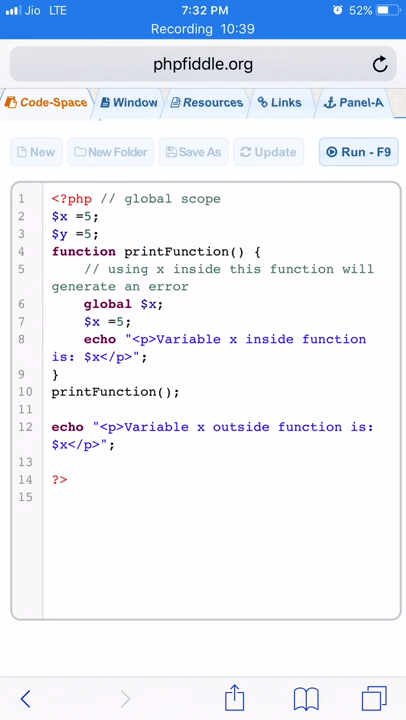 Jio LTE 7:32 PM 52%
Recording 10:39
phpfiddle.org
Code-Space Window Resources Links Panel-A
New New Folder Save As Update Run - F9
1 <?php // global scope
2 $x =5;
3 $y =5;
4 function printFunction() {
5 // using x inside this function will
generate an error
6 global $x;
7 $x =5;
8 echo "<p>Variable x inside function
is: $x</p>";
9 }
10 printFunction();
11
12 echo "<p>Variable x outside function is:
$x</p>";
13
14 ?>
15